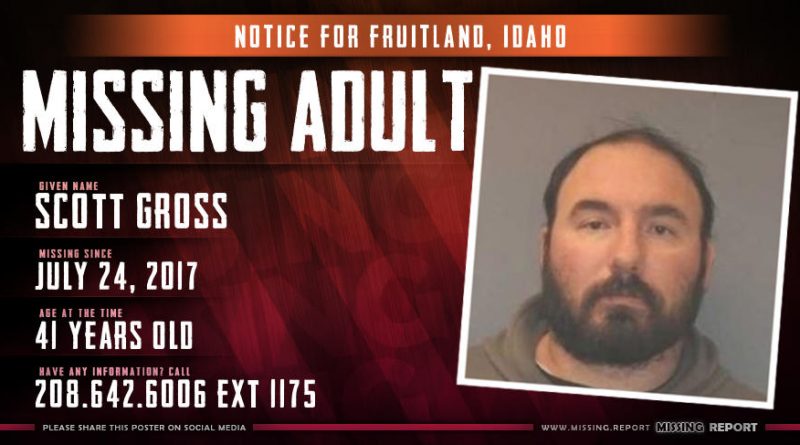 NOTICE FOR FRUITLAND, IDAHO
MISSING ADULT
GIVEN NAME
SCOTT GROSS
MISSING SINCE
JULY 24, 2017
AGE AT THE TIME
41 YEARS OLD
HAVE ANY INFORMATION? CALL
208.642.6006 EXT 1175
PLEASE SHARE THIS POSTER ON SOCIAL MEDIA
WWW.MISSING.REPORT MISSING REPORT